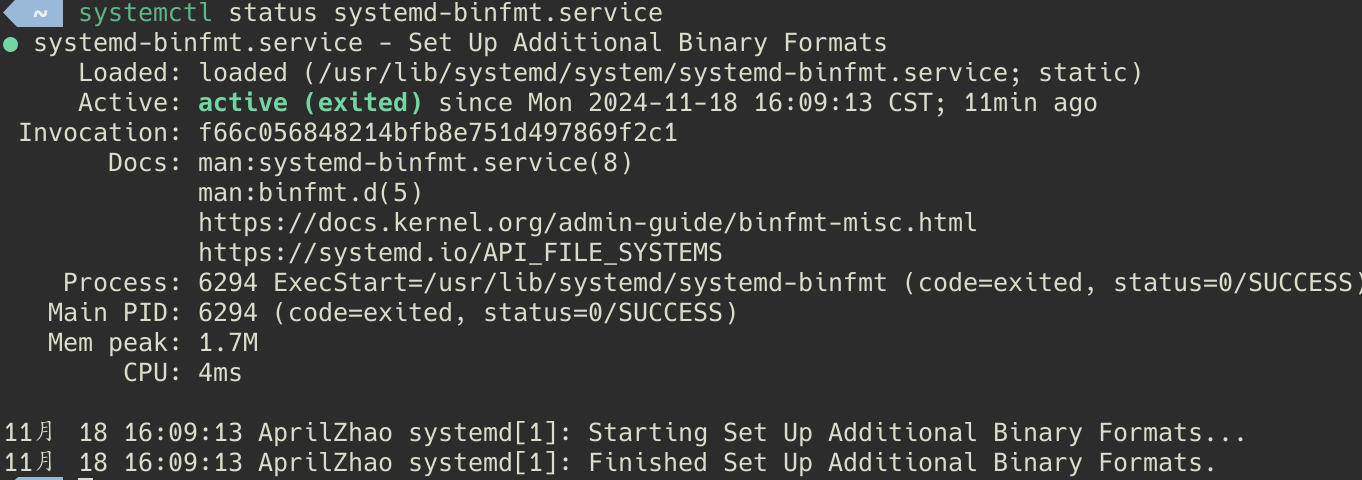 ~ systemctl status systemd-binfmt.service
● systemd-binfmt.service - Set Up Additional Binary Formats
Loaded: loaded (/usr/lib/systemd/system/systemd-binfmt.service; static)
Active: active (exited) since Mon 2024-11-18 16:09:13 CST; 11min ago
Invocation: f66c056848214bfb8e751d497869f2c1
Docs: man:systemd-binfmt.service(8)
man:binfmt.d(5)
https://docs.kernel.org/admin-guide/binfmt-misc.html
https://systemd.io/API_FILE_SYSTEMS
Process: 6294 ExecStart=/usr/lib/systemd/systemd-binfmt (code=exited, status=0/SUCCESS)
Main PID: 6294 (code=exited, status=0/SUCCESS)
Mem peak: 1.7M
CPU: 4ms
11月 18 16:09:13 AprilZhao systemd[1]: Starting Set Up Additional Binary Formats...
11月 18 16:09:13 AprilZhao systemd[1]: Finished Set Up Additional Binary Formats.